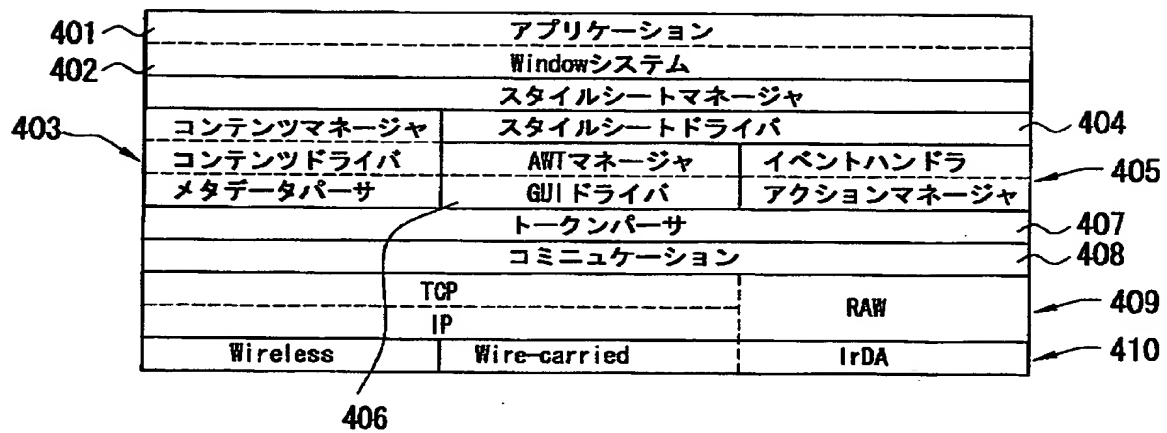 401 アプリケーション
402 Windowシステム
スタイルシートマネージャ
403 コンテンツマネージャ スタイルシートドライバ 404
コンテンツドライバ AWTマネージャ イベントハンドラ 405
メタデータパーサ GUIドライバ アクションマネージャ
トークンパーサ 407
コミニュケーション 408
TCP RAW 409
IP
Wireless Wire-carried IrDA 410
406